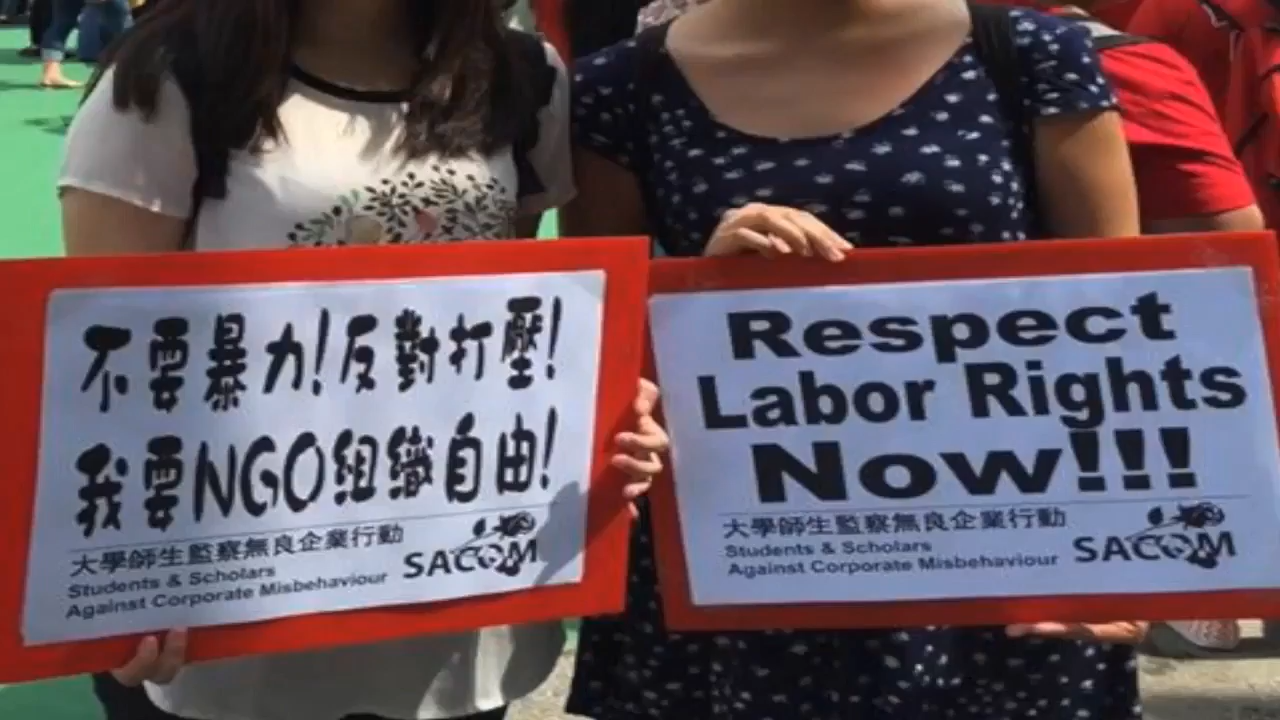 不要暴力!反對打壓!
我要NGO組織自由!
大學師生監察無良企業行動
Students & Scholars
Against Corporate Misbehaviour
SACOM
Respect
Labor Rights
Now!!!
大學師生監察無良企業行動
Students & Scholars
Against Corporate Misbehaviour
SACOM